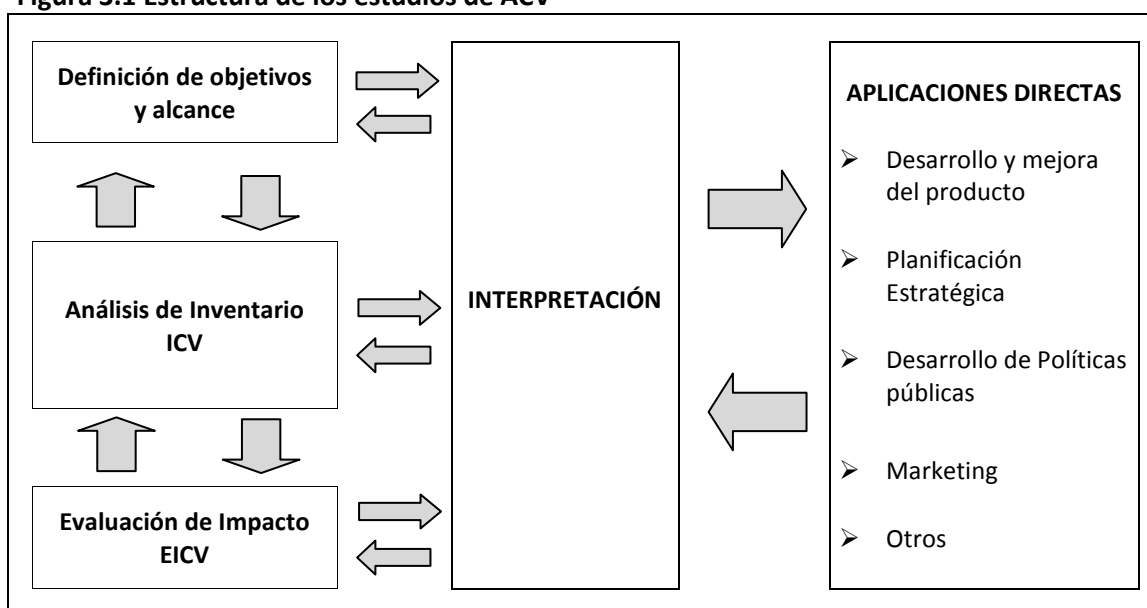 Figura 3.1 Estructura de los estudios de ACV
Definición de objetivos
y alcance
Análisis de Inventario
ICV
Evaluación de Impacto
EICV
INTERPRETACIÓN
APLICACIONES DIRECTAS
➢ Desarrollo y mejora
del producto
➢ Planificación
Estratégica
➢ Desarrollo de Políticas
públicas
➢ Marketing
➢ Otros